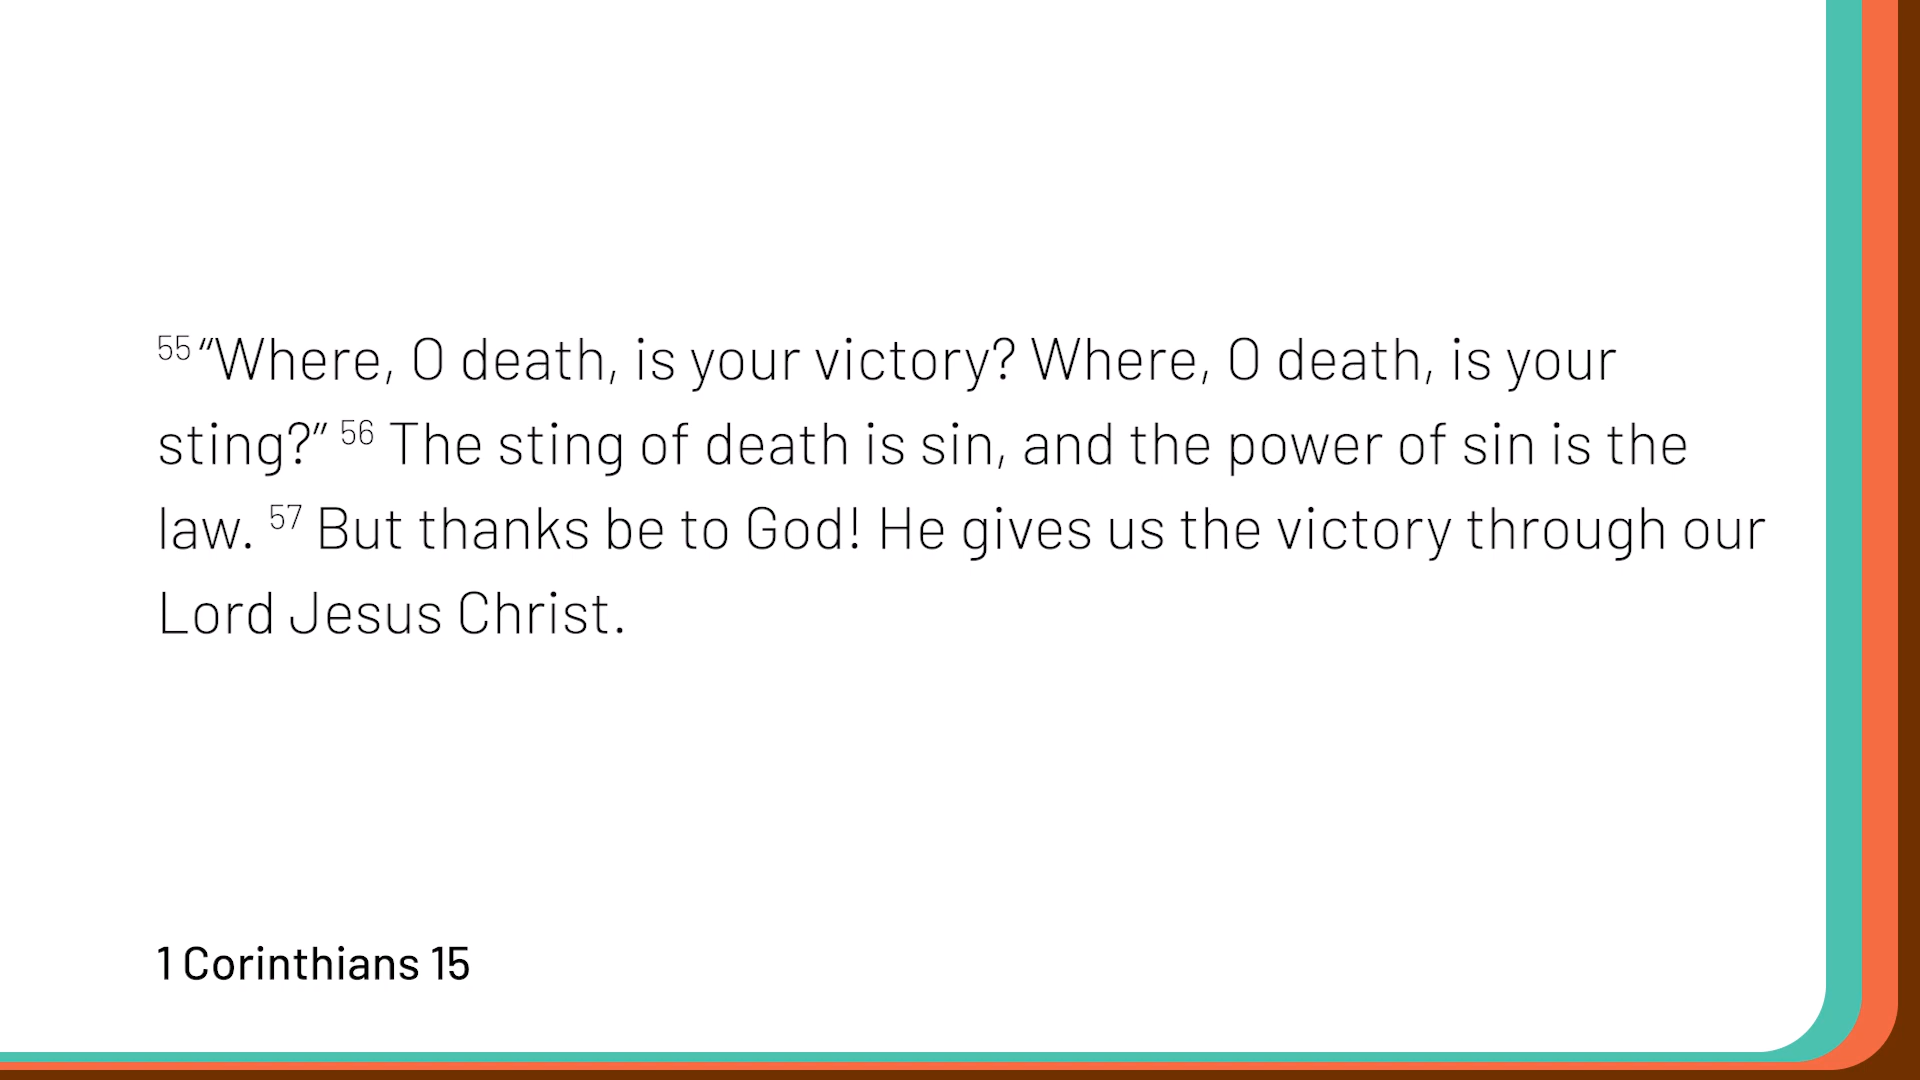 55 “Where, O death, is your victory? Where, O death, is your
sting?” 56 The sting of death is sin, and the power of sin is the
law. 57 But thanks be to God! He gives us the victory through our
Lord Jesus Christ.
1 Corinthians 15